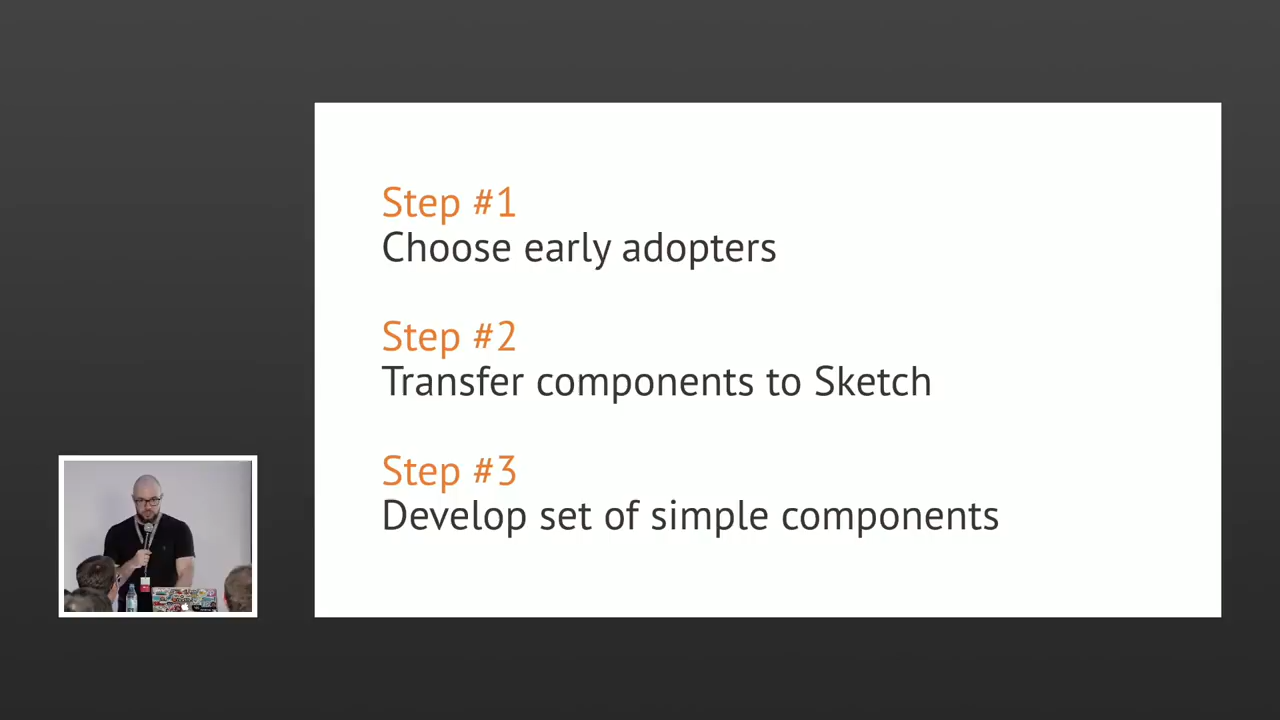 Step #1
Choose early adopters
Step #2
Transfer components to Sketch
Step #3
Develop set of simple components